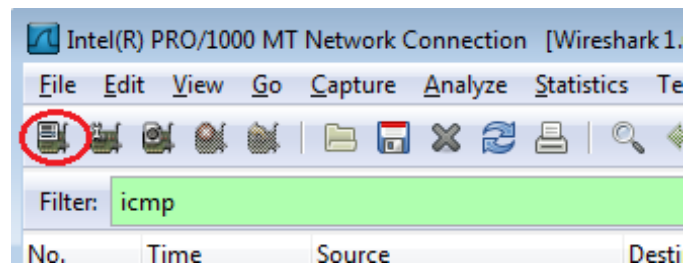 Intel(R) PRO/1000 MT Network Connection [Wireshark 1.
File Edit View Go Capture Analyze Statistics Te
Filter: icmp
No. Time Source Desti